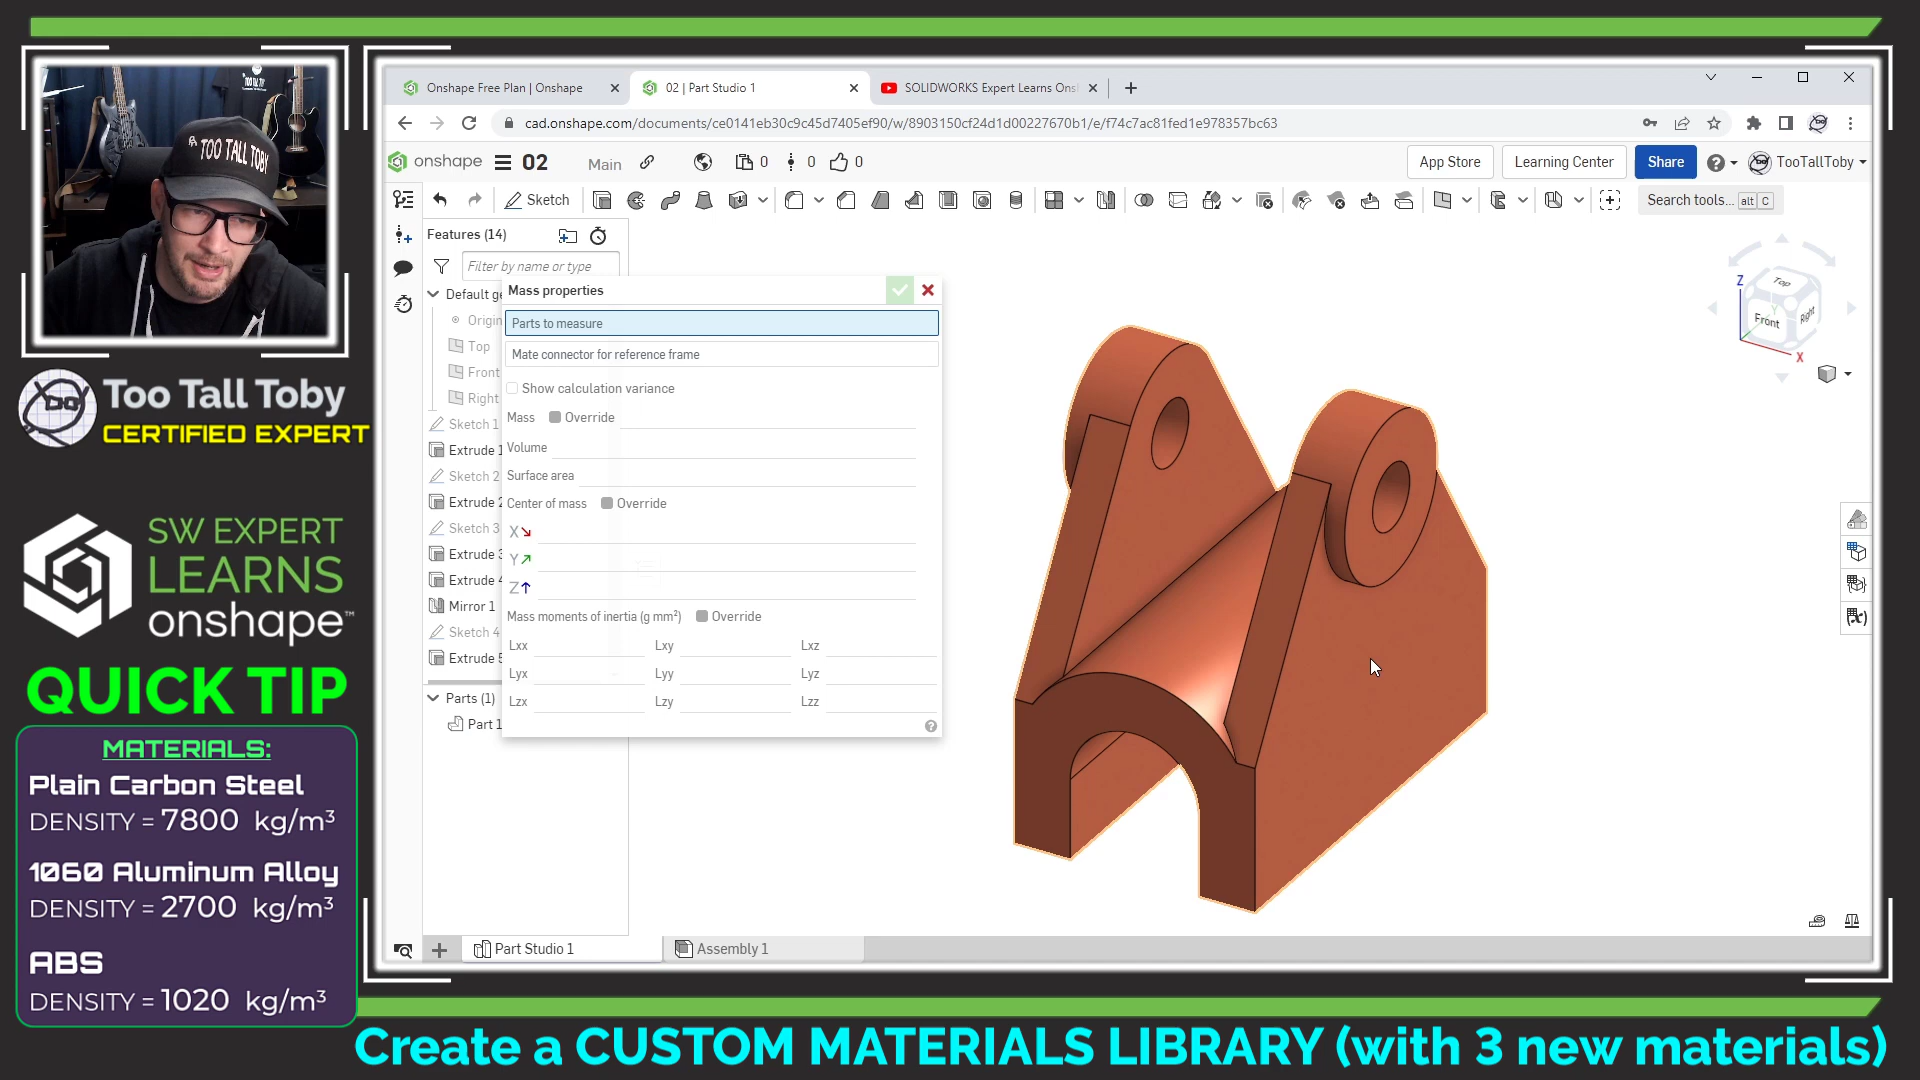 TOO TALL TOBY
Too Tall Toby
CERTIFIED EXPERT
SW EXPERT
LEARNS
onshape™
QUICK TIP
MATERIALS:
Plain Carbon Steel
DENSITY = 7800 kg/m³
1060 Aluminum Alloy
DENSITY = 2700 kg/m³
ABS
DENSITY = 1020 kg/m³
Onshape Free Plan | Onshape
02 | Part Studio 1
SOLIDWORKS Expert Learns Ons
cad.onshape.com/documents/ce0141eb30c9c45d7405ef90/w/8903150cf24d1d00227670b1/e/f74c7ac81fed1e978357bc63
onshape 02 Main 0 0 0 App Store Learning Center Share TooTallToby
Sketch Search tools... alt C
Features (14)
Filter by name or type
Default ge
Origin
Top
Front
Right
Sketch 1
Extrude 1
Sketch 2
Extrude 2
Sketch 3
Extrude 3
Extrude 4
Mirror 1
Sketch 4
Extrude 5
Parts (1)
Part 1
Mass properties
Parts to measure
Mate connector for reference frame
Show calculation variance
Mass Override
Volume
Surface area
Center of mass Override
X
Y
Z
Mass moments of inertia (g mm²) Override
Lxx Lxy Lxz
Lyx Lyy Lyz
Lzx Lzy Lzz
Z
Top
Front Right
Y
X
(x)
Part Studio 1 Assembly 1
Create a CUSTOM MATERIALS LIBRARY (with 3 new materials)